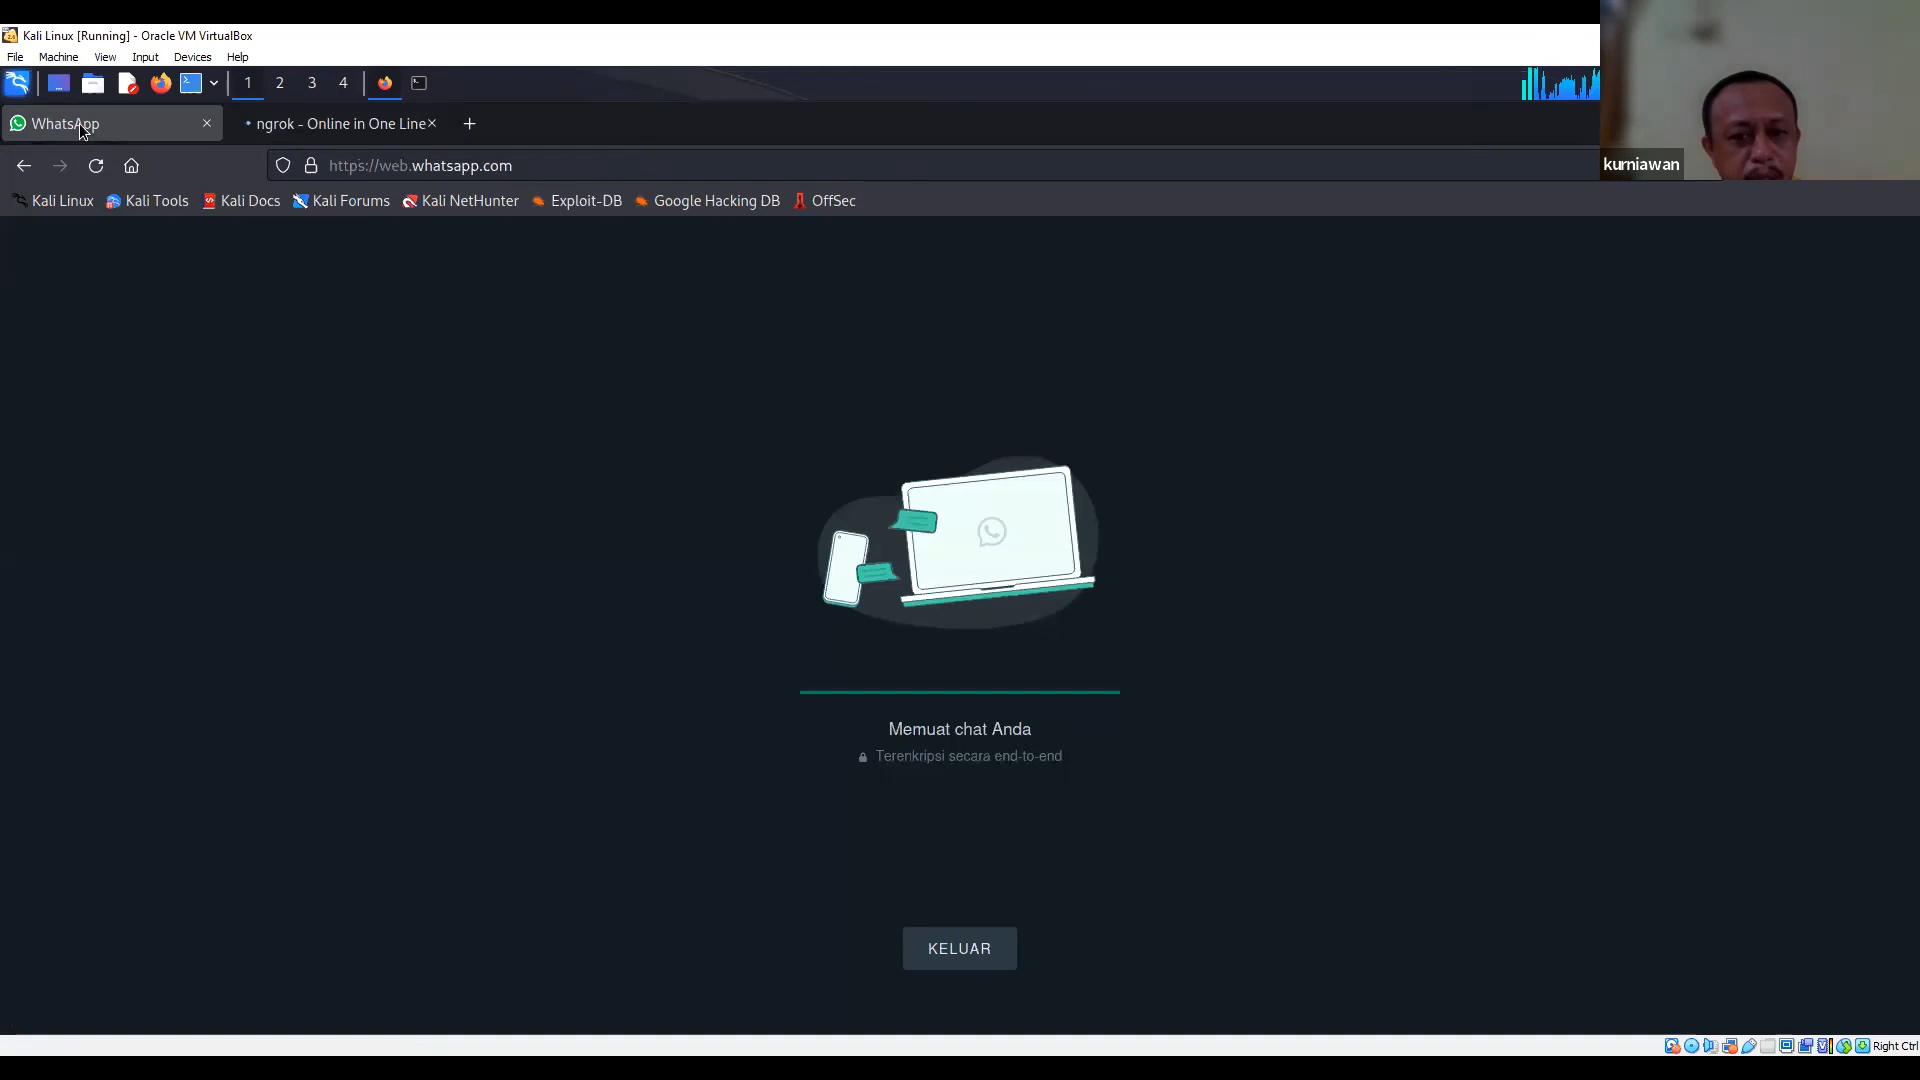 Kali Linux [Running] - Oracle VM VirtualBox
File Machine View Input Devices Help
1 2 3 4
WhatsApp
ngrok - Online in One Line
https://web.whatsapp.com
kurniawan
Kali Linux Kali Tools Kali Docs Kali Forums Kali NetHunter Exploit-DB Google Hacking DB OffSec
Memuat chat Anda
Terenkripsi secara end-to-end
KELUAR
Right Ctrl